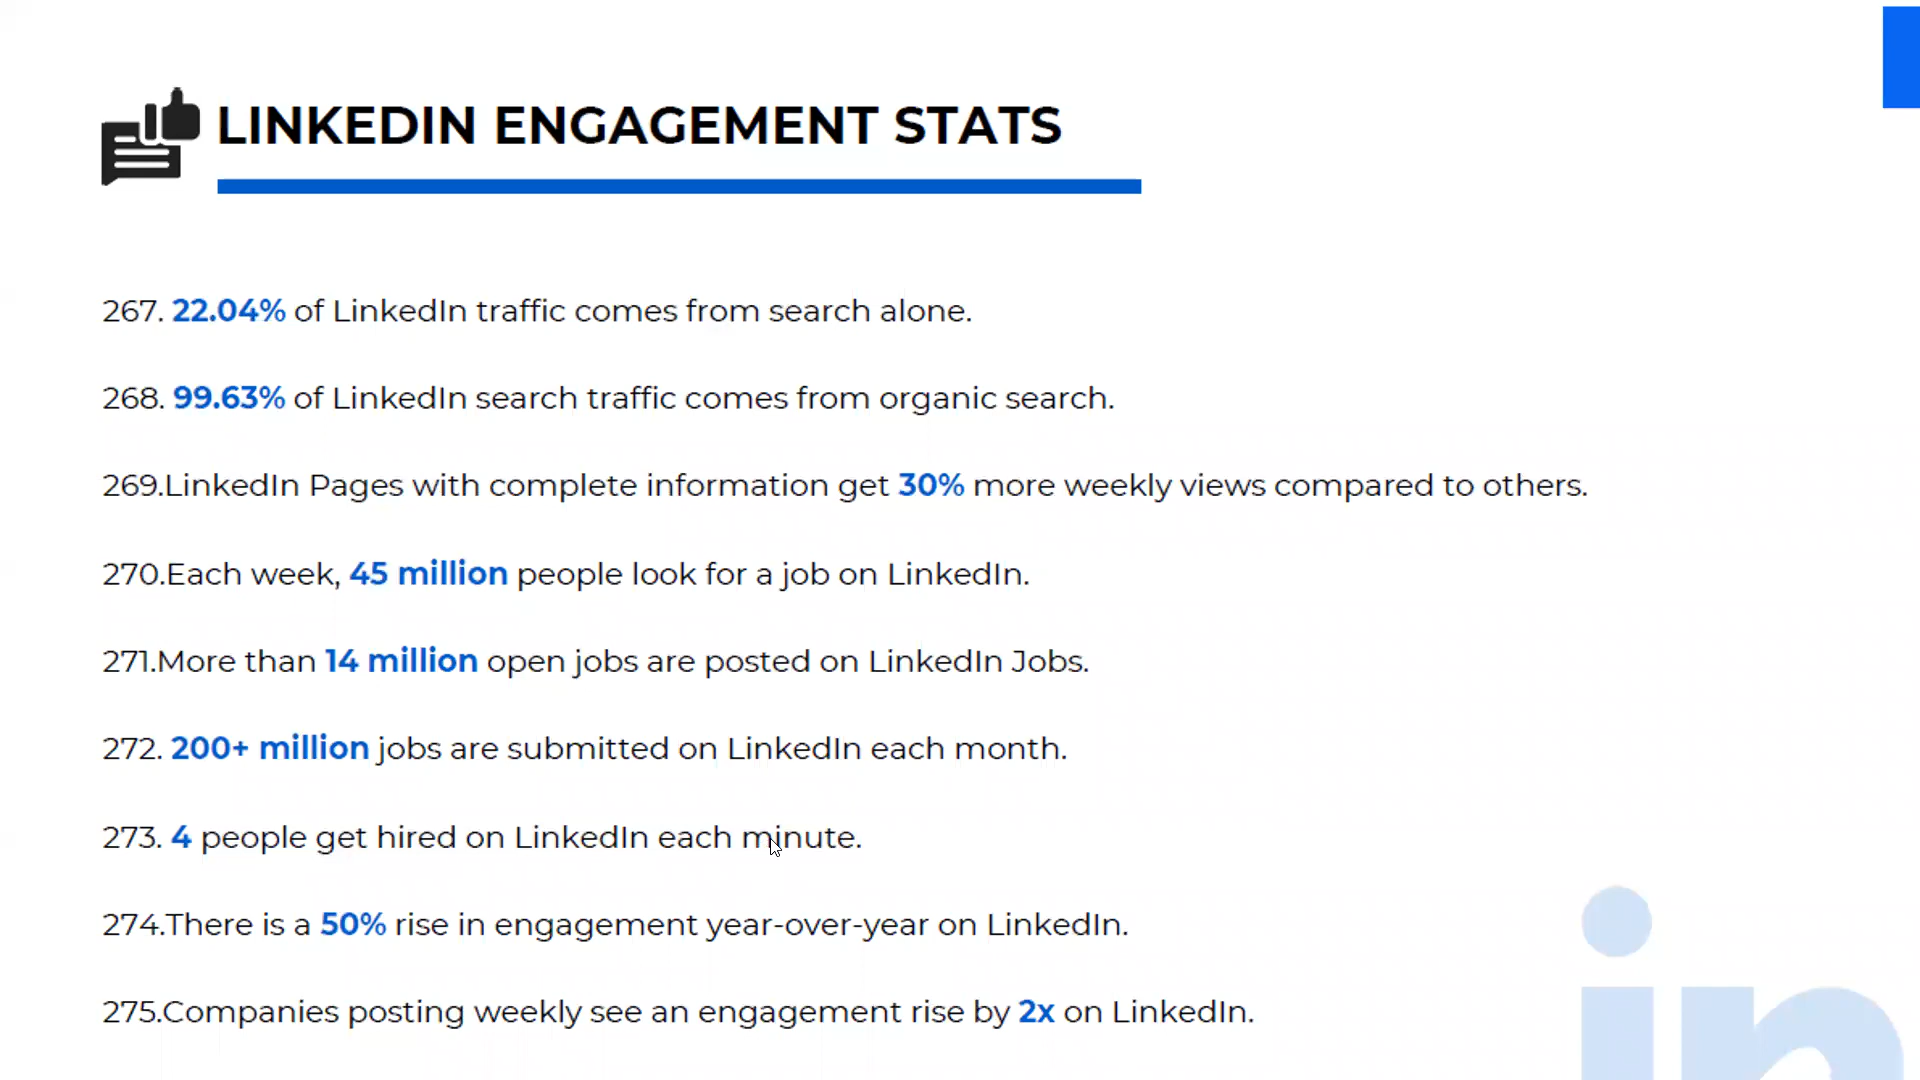 LINKEDIN ENGAGEMENT STATS
267. 22.04% of LinkedIn traffic comes from search alone.
268. 99.63% of LinkedIn search traffic comes from organic search.
269.LinkedIn Pages with complete information get 30% more weekly views compared to others.
270.Each week, 45 million people look for a job on LinkedIn.
271.More than 14 million open jobs are posted on LinkedIn Jobs.
272. 200+ million jobs are submitted on LinkedIn each month.
273. 4 people get hired on LinkedIn each minute.
274.There is a 50% rise in engagement year-over-year on LinkedIn.
275.Companies posting weekly see an engagement rise by 2x on LinkedIn.
in